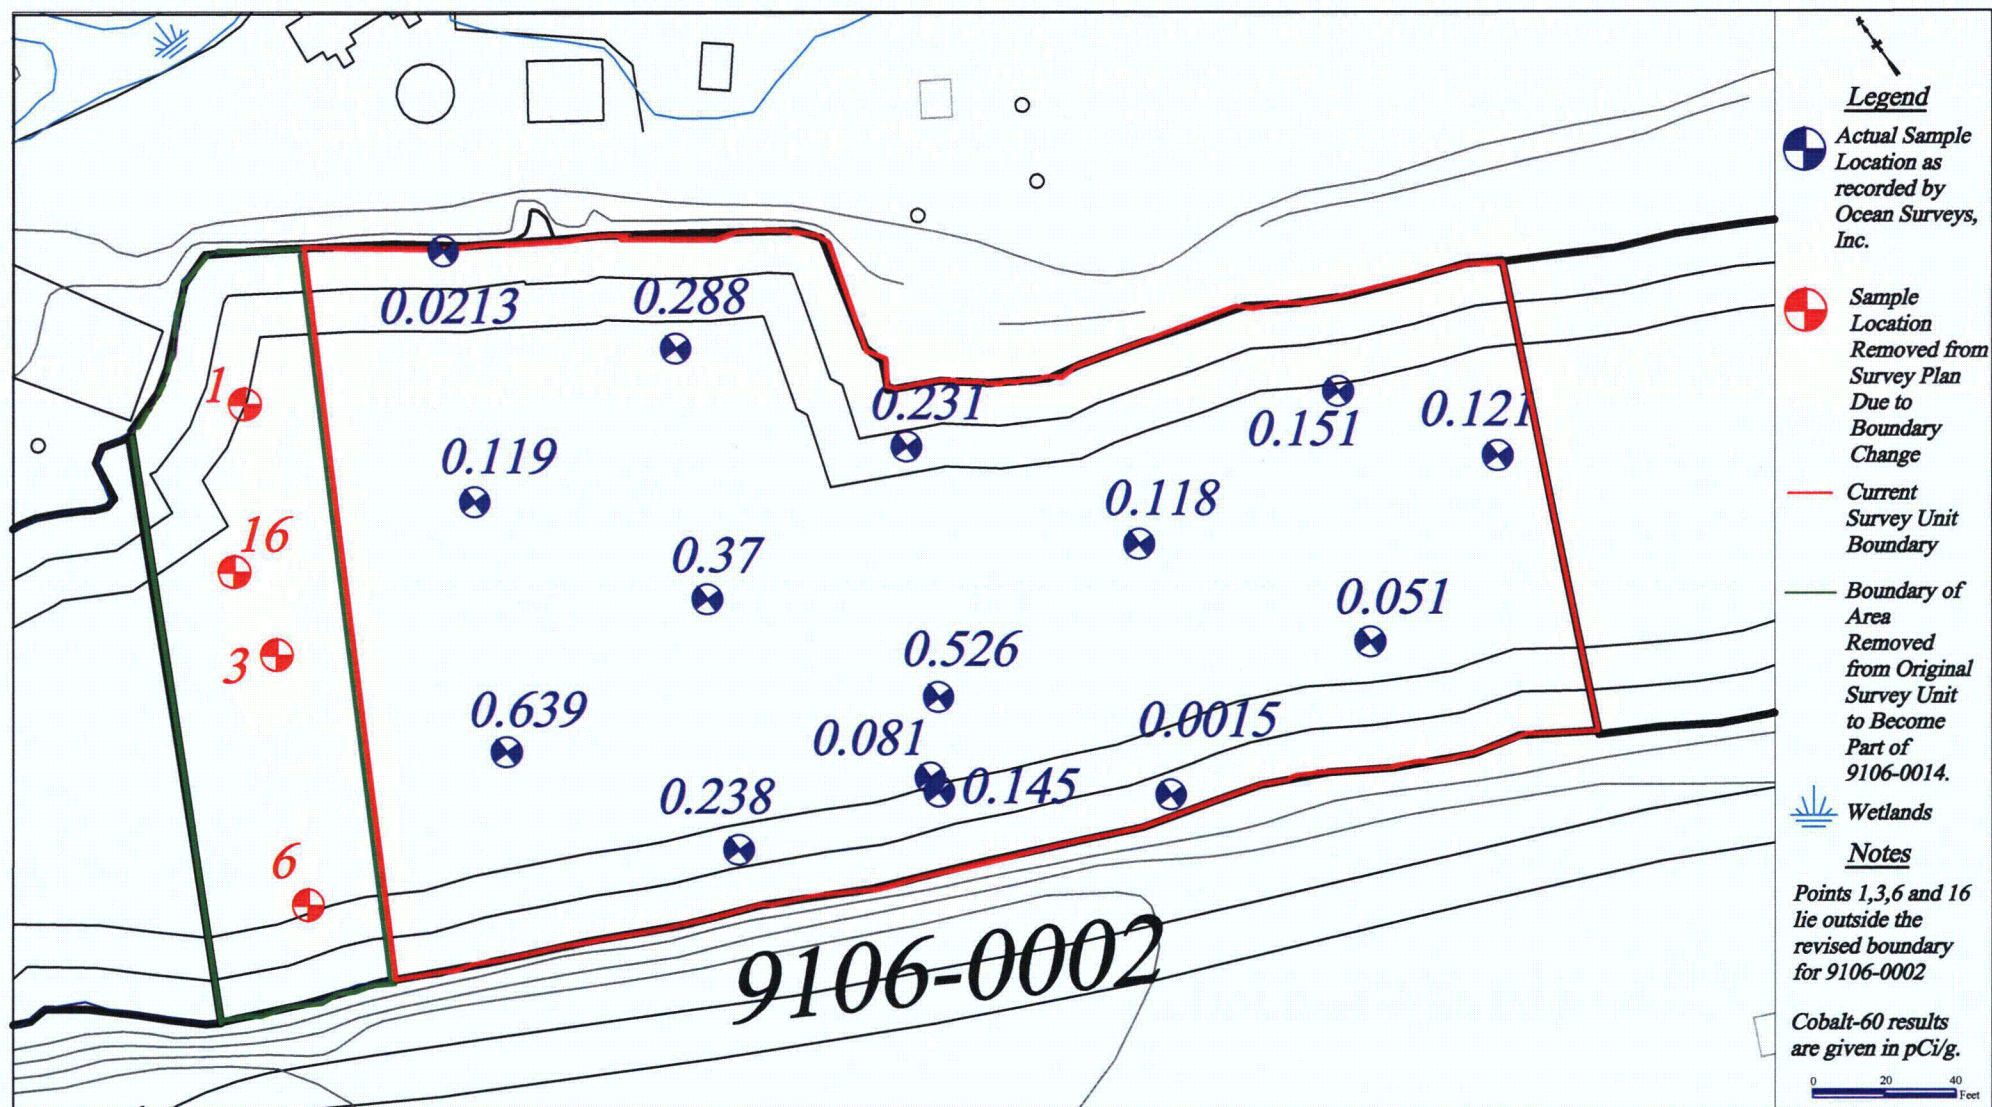 0.0213
0.288
1
0.231
0.151
0.121
0.119
0.118
16
0.37
0.051
3
0.526
0.639
0.081
0.0015
0.238
0.145
6
9106-0002
Legend
Actual Sample
Location as
recorded by
Ocean Surveys,
Inc.
Sample
Location
Removed from
Survey Plan
Due to
Boundary
Change
Current
Survey Unit
Boundary
Boundary of
Area
Removed
from Original
Survey Unit
to Become
Part of
9106-0014.
Wetlands
Notes
Points 1,3,6 and 16
lie outside the
revised boundary
for 9106-0002
Cobalt-60 results
are given in pCi/g.
0 20 40
Feet